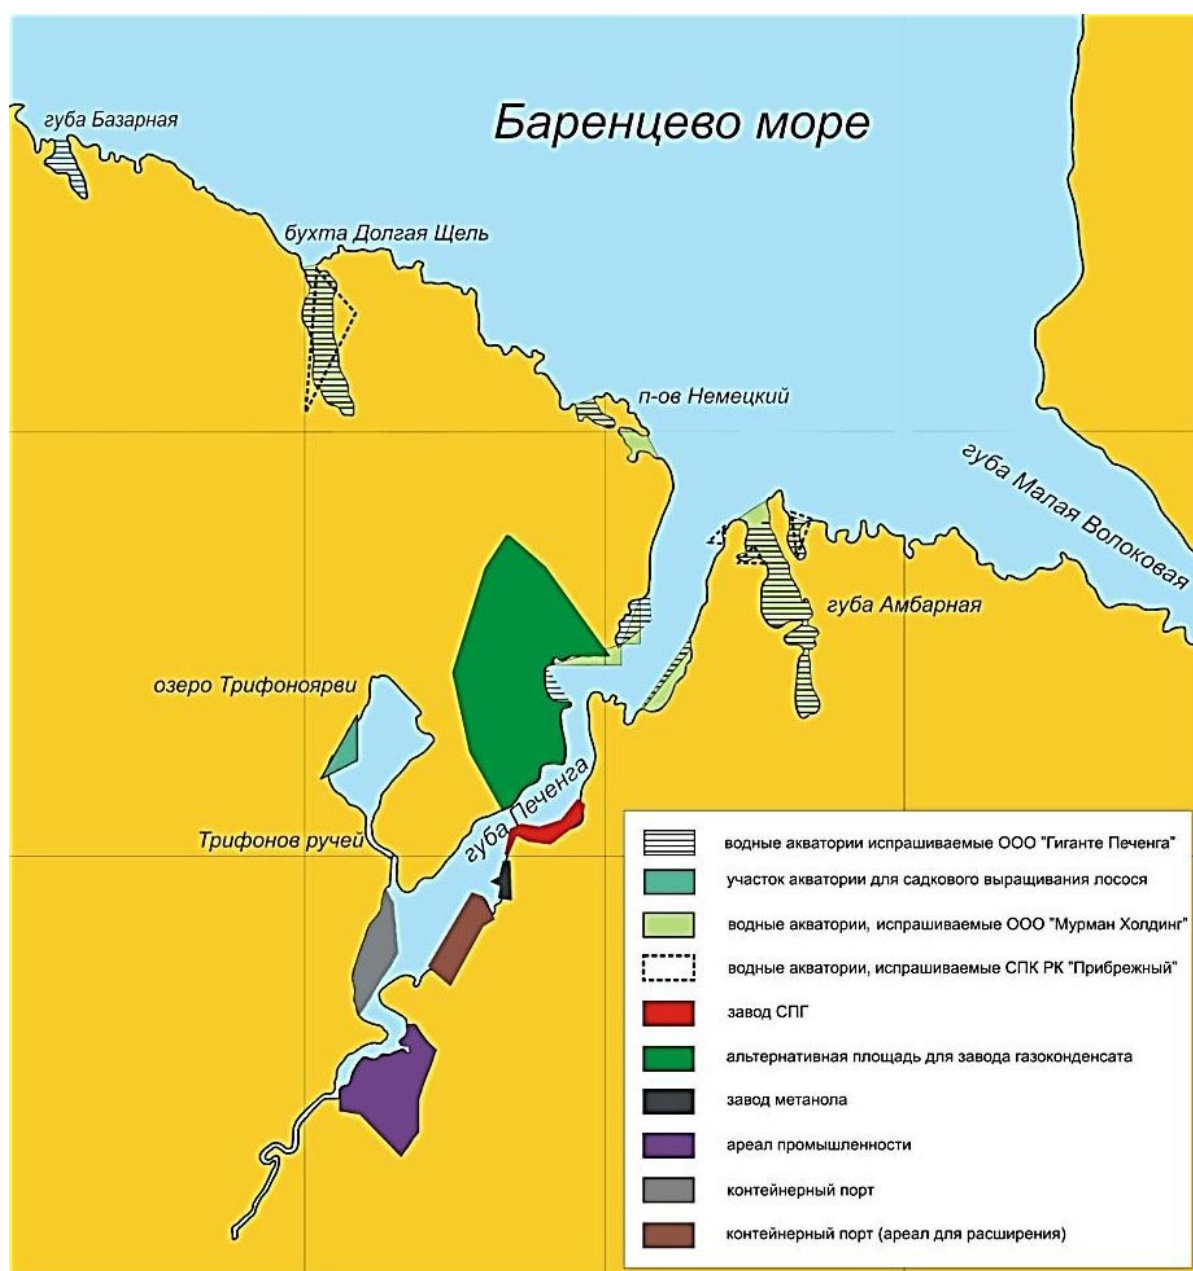 Баренцево море
губа Базарная
бухта Долгая Щель
п-ов Немецкий
губа Малая Волоковая
губа Амбарная
озеро Трифоноярви
губа Печенга
Трифонов ручей
водные акватории испрашиваемые ООО "Гиганте Печенга"
участок акватории для садкового выращивания лосося
водные акватории, испрашиваемые ООО "Мурман Холдинг"
водные акватории, испрашиваемые СПК РК "Прибрежный"
завод СПГ
альтернативная площадь для завода газоконденсата
завод метанола
ареал промышленности
контейнерный порт
контейнерный порт (ареал для расширения)